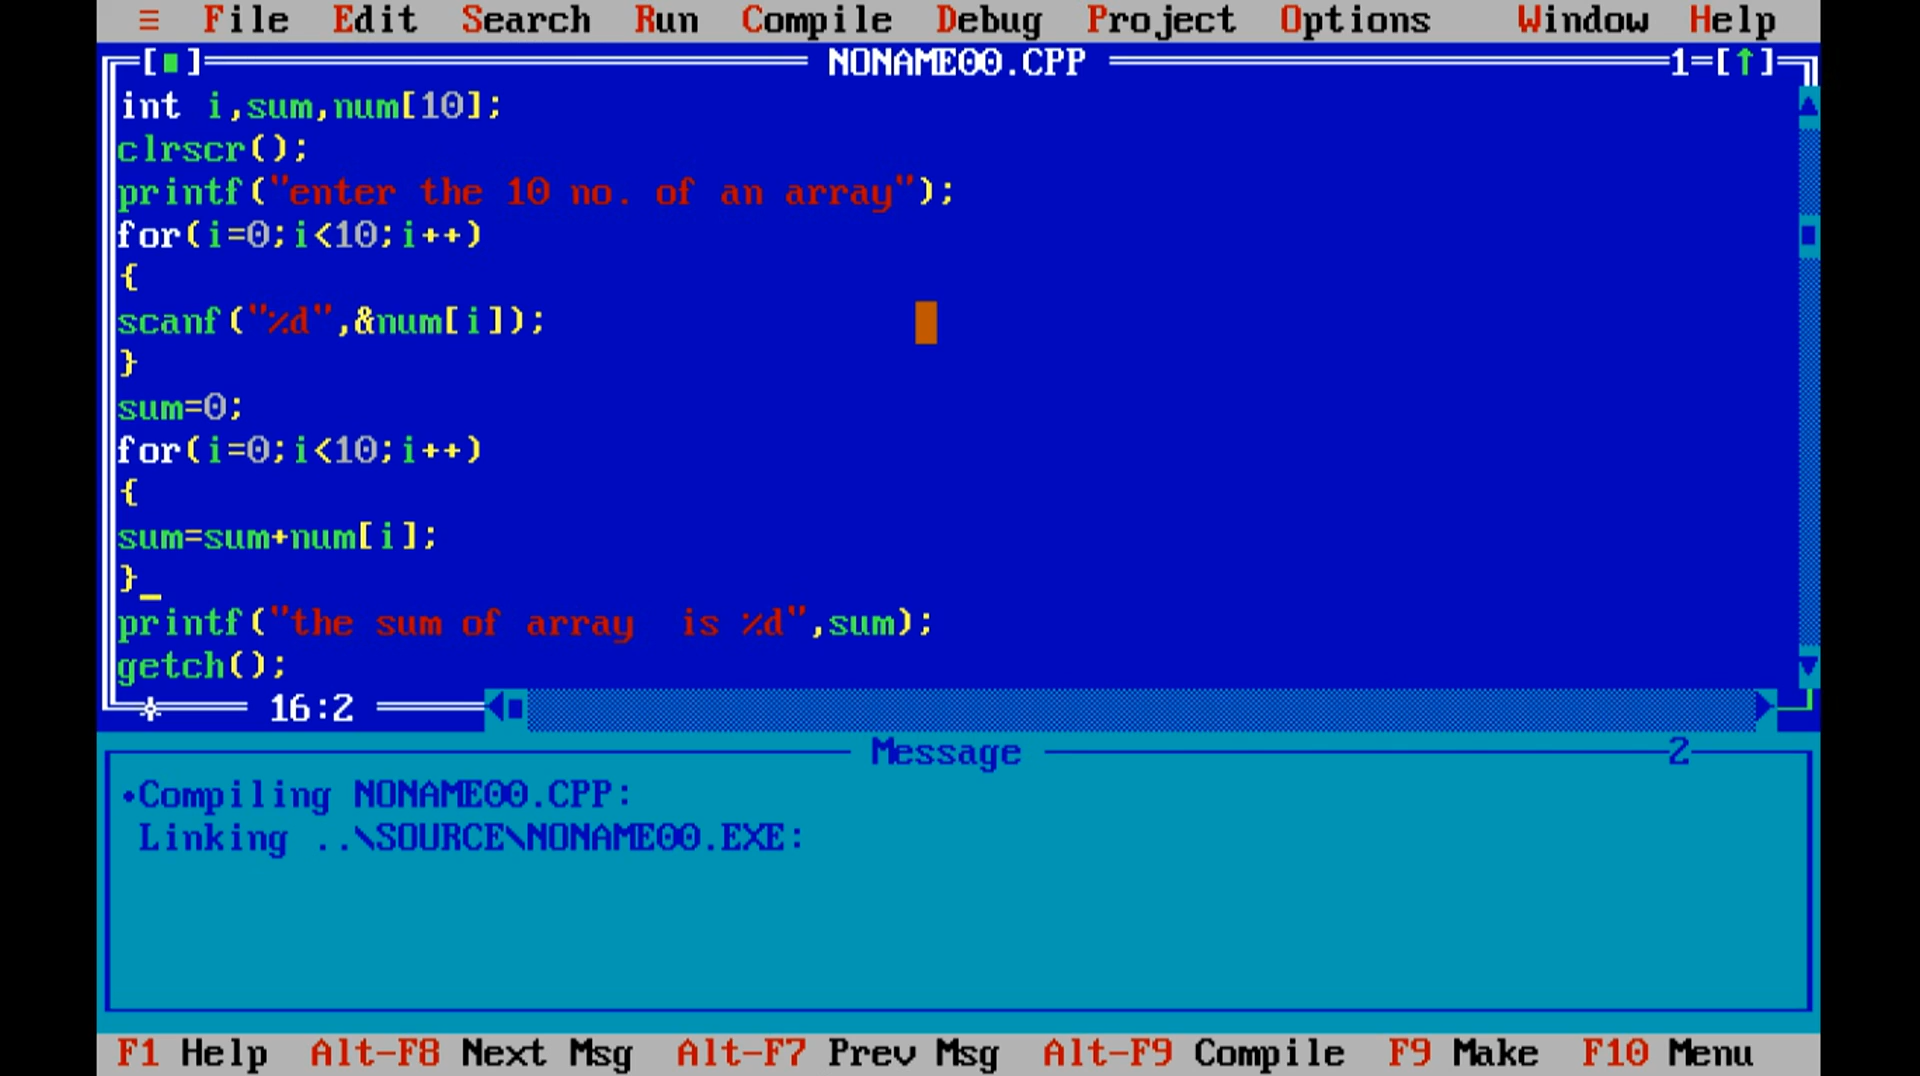 ≡ File Edit Search Run Compile Debug Project Options Window Help
[■] NONAME00.CPP 1=[↑]
int i,sum,num[10];
clrscr();
printf("enter the 10 no. of an array");
for(i=0;i<10;i++)
{
scanf("%d",&num[i]);
}
sum=0;
for(i=0;i<10;i++)
{
sum=sum+num[i];
}
printf("the sum of array  is %d",sum);
getch();
16:2
Message 2
•Compiling NONAME00.CPP:
Linking ..\SOURCE\NONAME00.EXE:
F1 Help Alt-F8 Next Msg Alt-F7 Prev Msg Alt-F9 Compile F9 Make F10 Menu